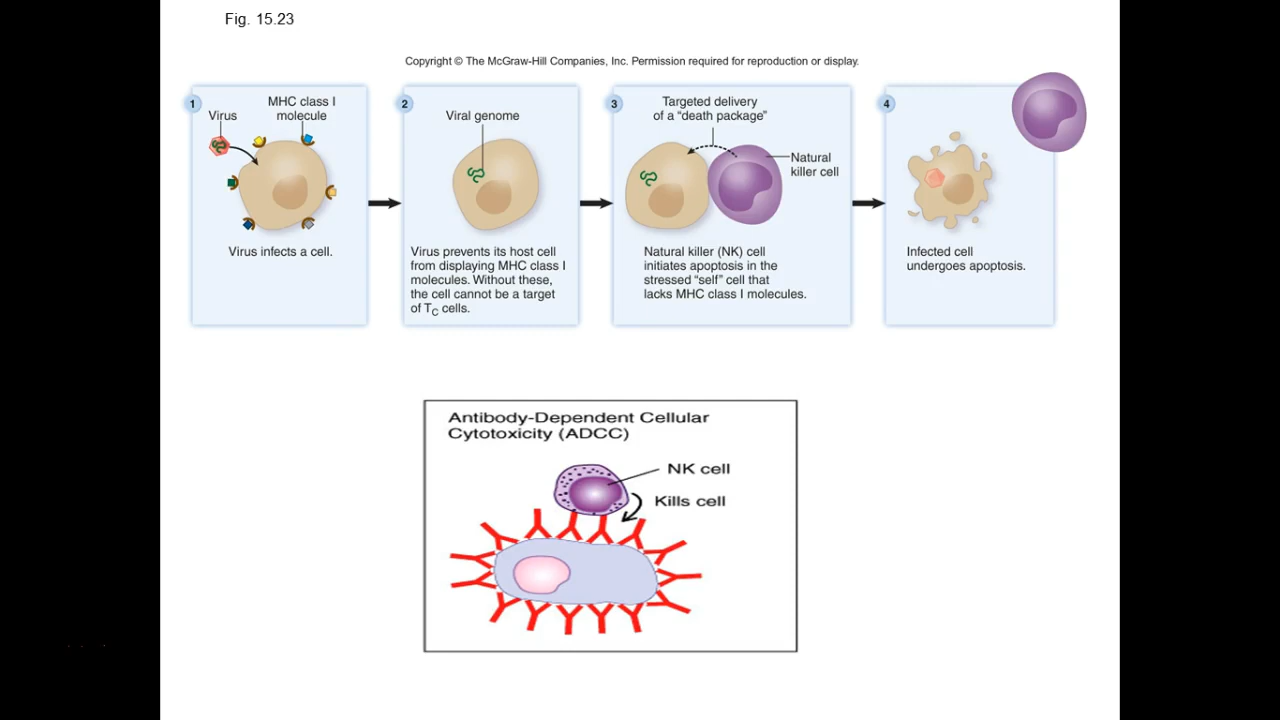 Fig. 15.23
Copyright © The McGraw-Hill Companies, Inc. Permission required for reproduction or display.
1
Virus
MHC class I
molecule
Virus infects a cell.
2
Viral genome
Virus prevents its host cell
from displaying MHC class I
molecules. Without these,
the cell cannot be a target
of TC cells.
3
Targeted delivery
of a “death package”
Natural
killer cell
Natural killer (NK) cell
initiates apoptosis in the
stressed “self” cell that
lacks MHC class I molecules.
4
Infected cell
undergoes apoptosis.
Antibody-Dependent Cellular
Cytotoxicity (ADCC)
NK cell
Kills cell